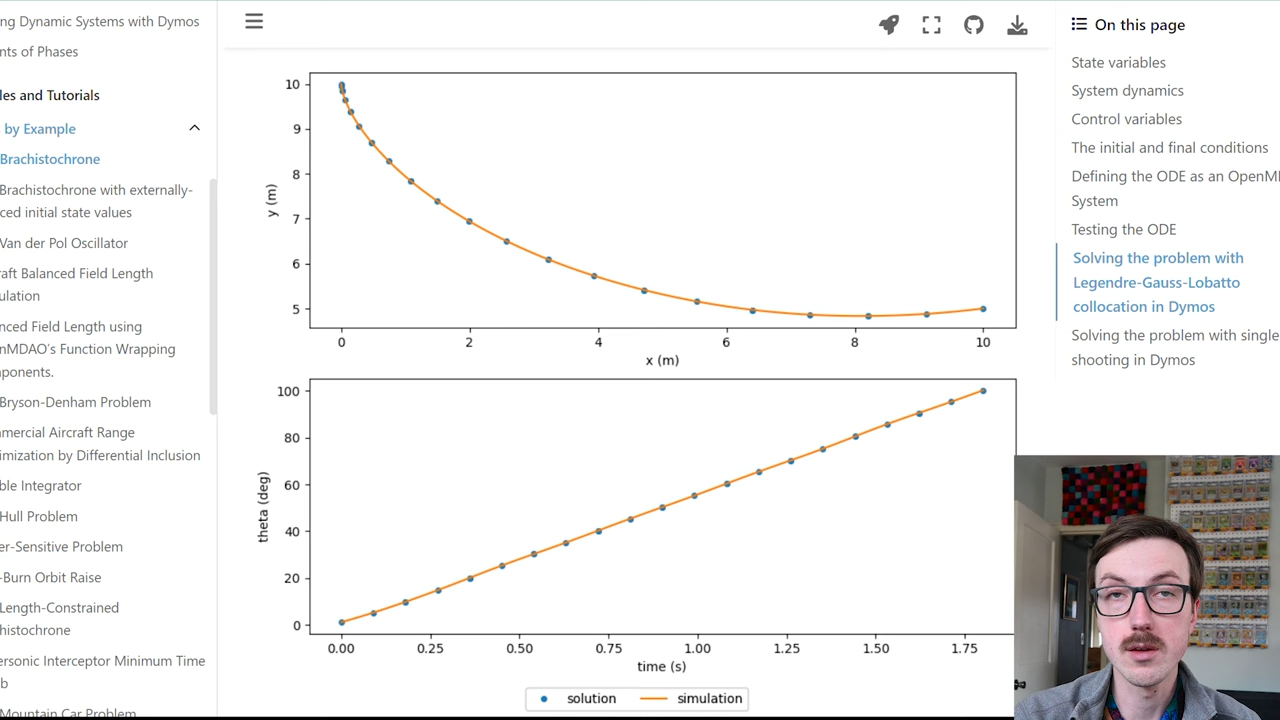 ng Dynamic Systems with Dymos
nts of Phases
les and Tutorials
by Example
Brachistochrone
Brachistochrone with externally-
ced initial state values
Van der Pol Oscillator
raft Balanced Field Length
ulation
nced Field Length using
nMDAO's Function Wrapping
ponents.
Bryson-Denham Problem
mercial Aircraft Range
imization by Differential Inclusion
ble Integrator
Hull Problem
er-Sensitive Problem
-Burn Orbit Raise
Length-Constrained
histochrone
ersonic Interceptor Minimum Time
b
Mountain Car Problem
10
9
8
7
6
5
y (m)
0 2 4 6 8 10
x (m)
100
80
60
40
20
0
theta (deg)
0.00 0.25 0.50 0.75 1.00 1.25 1.50 1.75
time (s)
solution simulation
On this page
State variables
System dynamics
Control variables
The initial and final conditions
Defining the ODE as an OpenM
System
Testing the ODE
Solving the problem with
Legendre-Gauss-Lobatto
collocation in Dymos
Solving the problem with single
shooting in Dymos